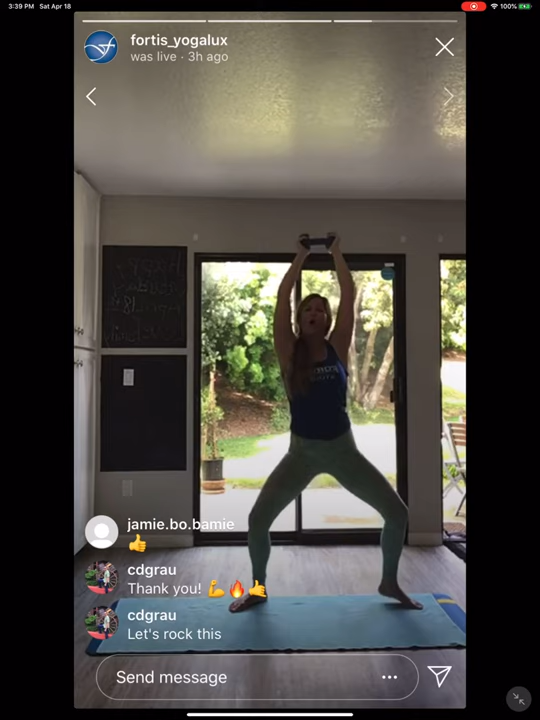 3:39 PM Sat Apr 18
100%
fortis_yogalux
was live · 3h ago
jamie.bo.bamie
👍
cdgrau
Thank you! 💪🔥🤙
cdgrau
Let's rock this
Send message